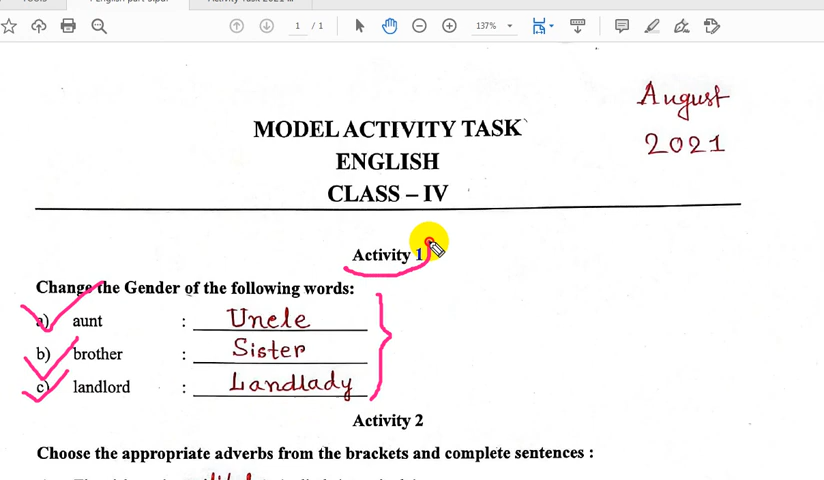 1 / 1
137%
August
2021
MODEL ACTIVITY TASK
ENGLISH
CLASS – IV
Activity 1
Change the Gender of the following words:
a) aunt : Uncle
b) brother : Sister
c) landlord : Landlady
Activity 2
Choose the appropriate adverbs from the brackets and complete sentences :